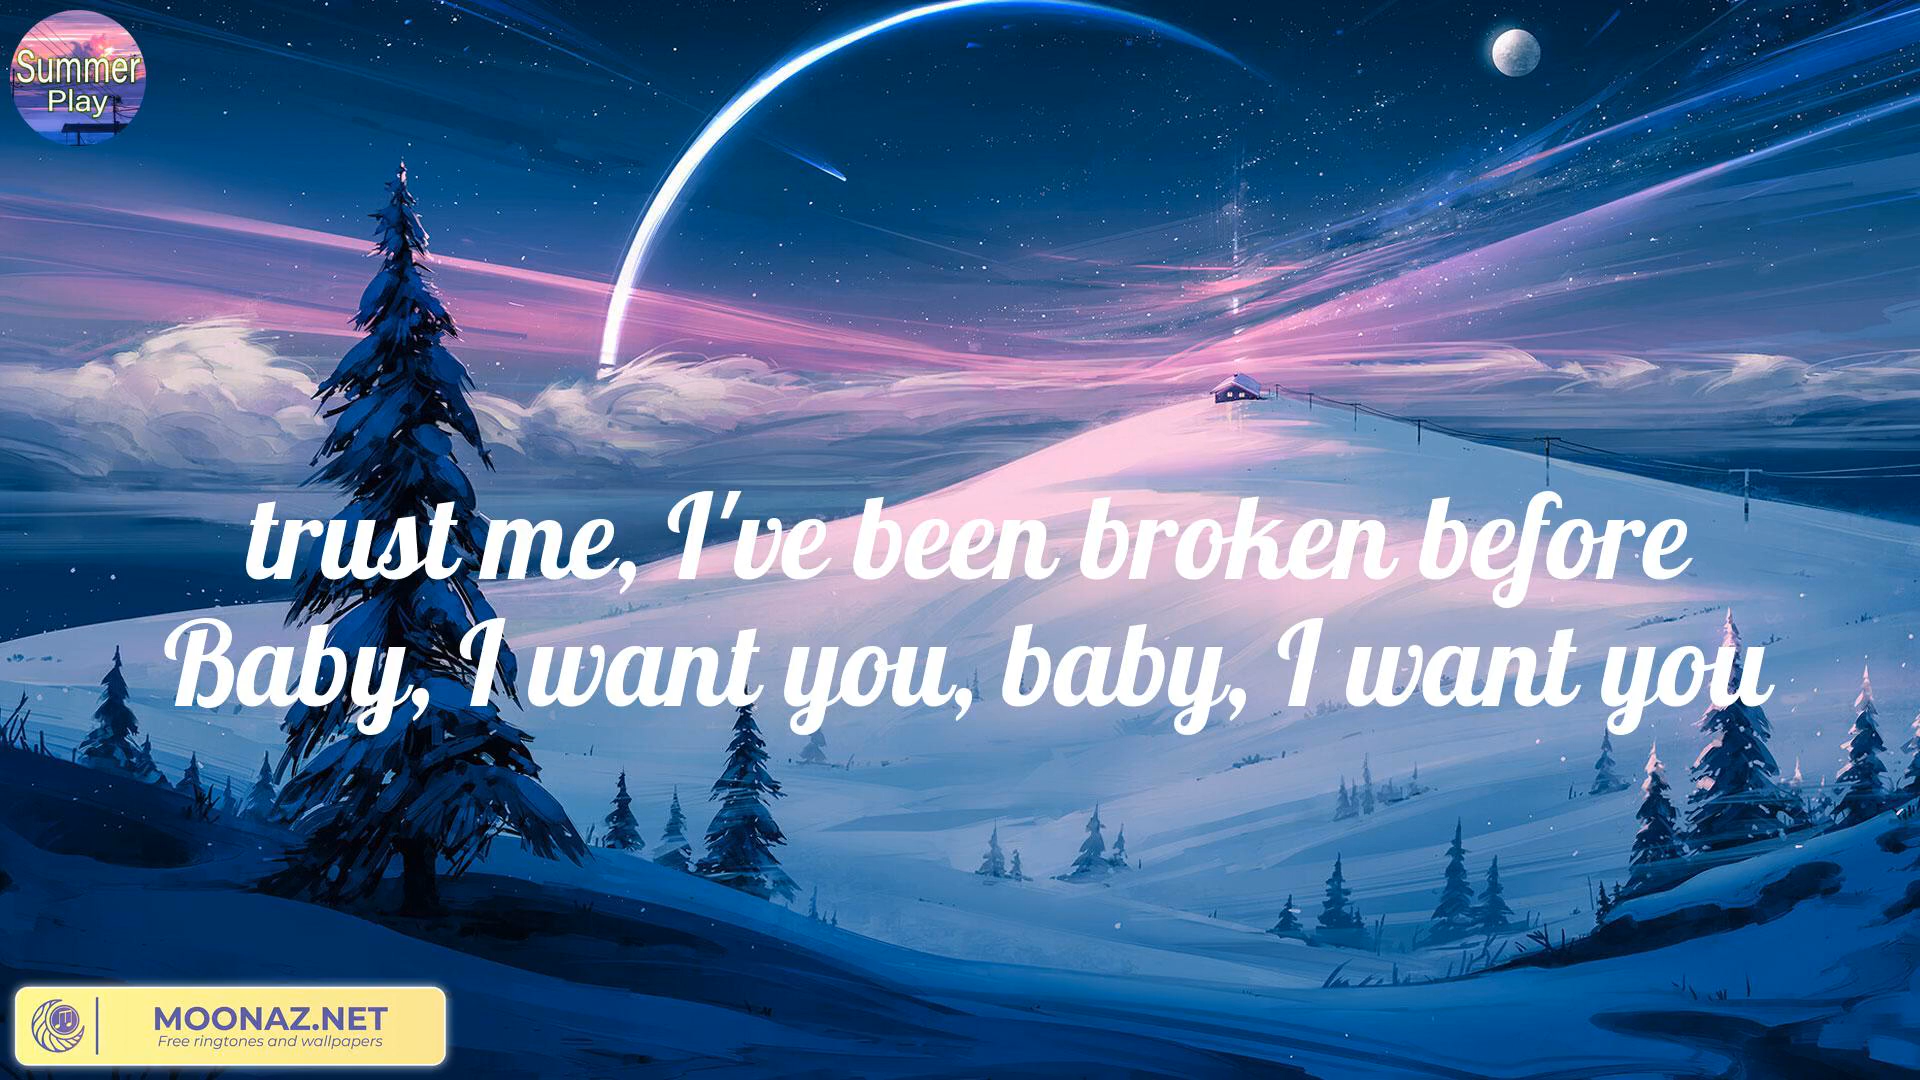 Summer
Play
trust me, I've been broken before
Baby, I want you, baby, I want you
MOONAZ.NET
Free ringtones and wallpapers